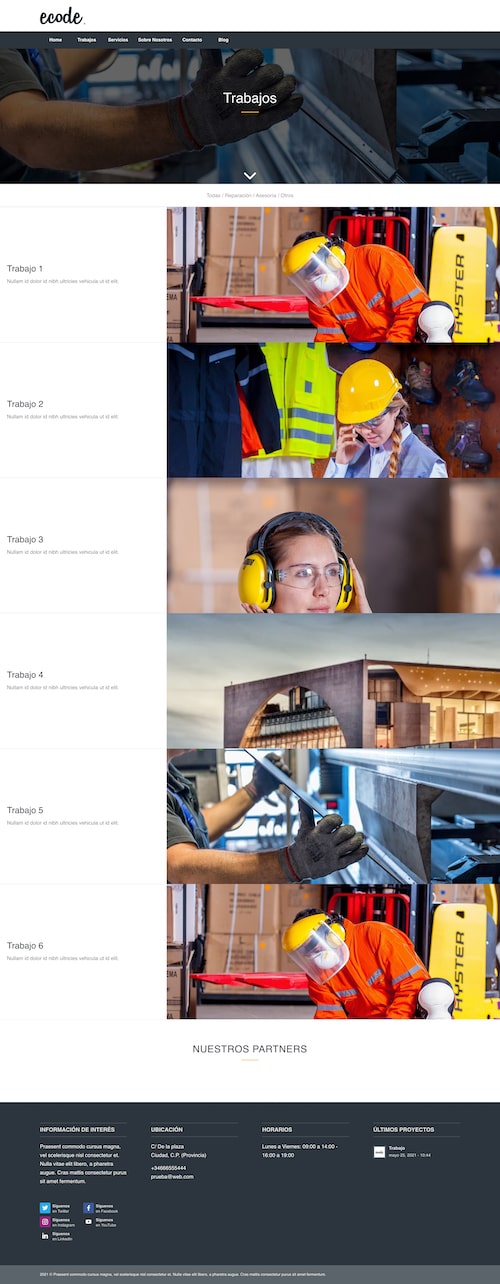 ecode.
Home Trabajos Servicios Sobre Nosotros Contacto Blog
Trabajos
Todas / Reparación / Asesoría / Otros
Trabajo 1
Nullam id dolor id nibh ultricies vehicula ut id elit.
HYSTER
Trabajo 2
Nullam id dolor id nibh ultricies vehicula ut id elit.
Trabajo 3
Nullam id dolor id nibh ultricies vehicula ut id elit.
Trabajo 4
Nullam id dolor id nibh ultricies vehicula ut id elit.
Trabajo 5
Nullam id dolor id nibh ultricies vehicula ut id elit.
Trabajo 6
Nullam id dolor id nibh ultricies vehicula ut id elit.
HYSTER
NUESTROS PARTNERS
INFORMACIÓN DE INTERÉS
Praesent commodo cursus magna,
vel scelerisque nisl consectetur et.
Nulla vitae elit libero, a pharetra
augue. Cras mattis consectetur purus
sit amet fermentum.
Síguenos
en Twitter
Síguenos
en Facebook
Síguenos
en Instagram
Síguenos
en YouTube
Síguenos
en LinkedIn
UBICACIÓN
C/ De la plaza
Ciudad, C.P. (Provincia)
+34666555444
prueba@web.com
HORARIOS
Lunes a Viernes: 09:00 a 14:00 -
16:00 a 19:00
ÚLTIMOS PROYECTOS
Trabajo
mayo 25, 2021 - 10:44
2021 © Praesent commodo cursus magna, vel scelerisque nisl consectetur et. Nulla vitae elit libero, a pharetra augue. Cras mattis consectetur purus sit amet fermentum.